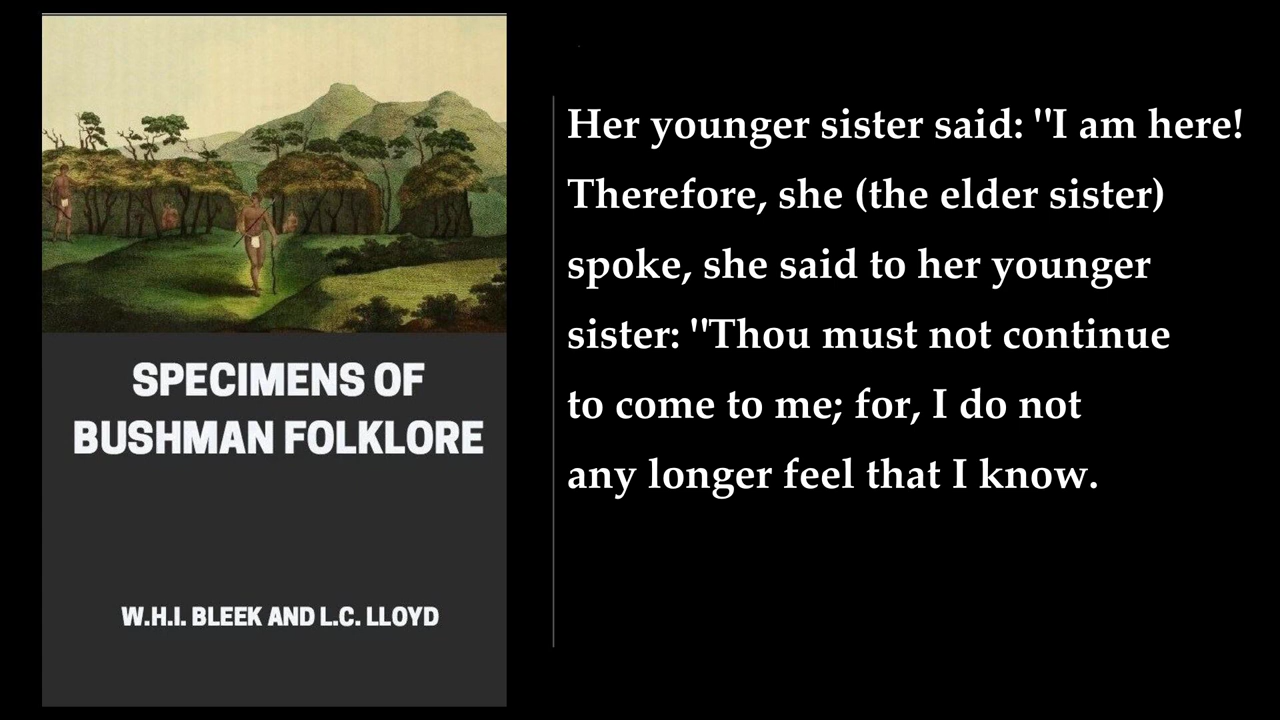 SPECIMENS OF
BUSHMAN FOLKLORE
W.H.I. BLEEK AND L.C. LLOYD
Her younger sister said: "I am here!
Therefore, she (the elder sister)
spoke, she said to her younger
sister: "Thou must not continue
to come to me; for, I do not
any longer feel that I know.